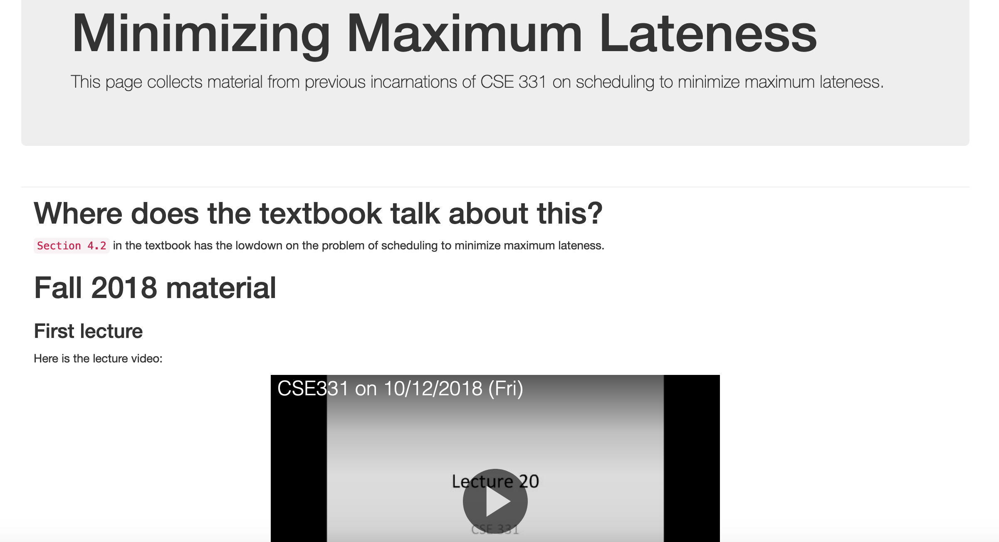 Minimizing Maximum Lateness
This page collects material from previous incarnations of CSE 331 on scheduling to minimize maximum lateness.
Where does the textbook talk about this?
Section 4.2 in the textbook has the lowdown on the problem of scheduling to minimize maximum lateness.
Fall 2018 material
First lecture
Here is the lecture video:
CSE331 on 10/12/2018 (Fri)
Lecture 20
CSE 331